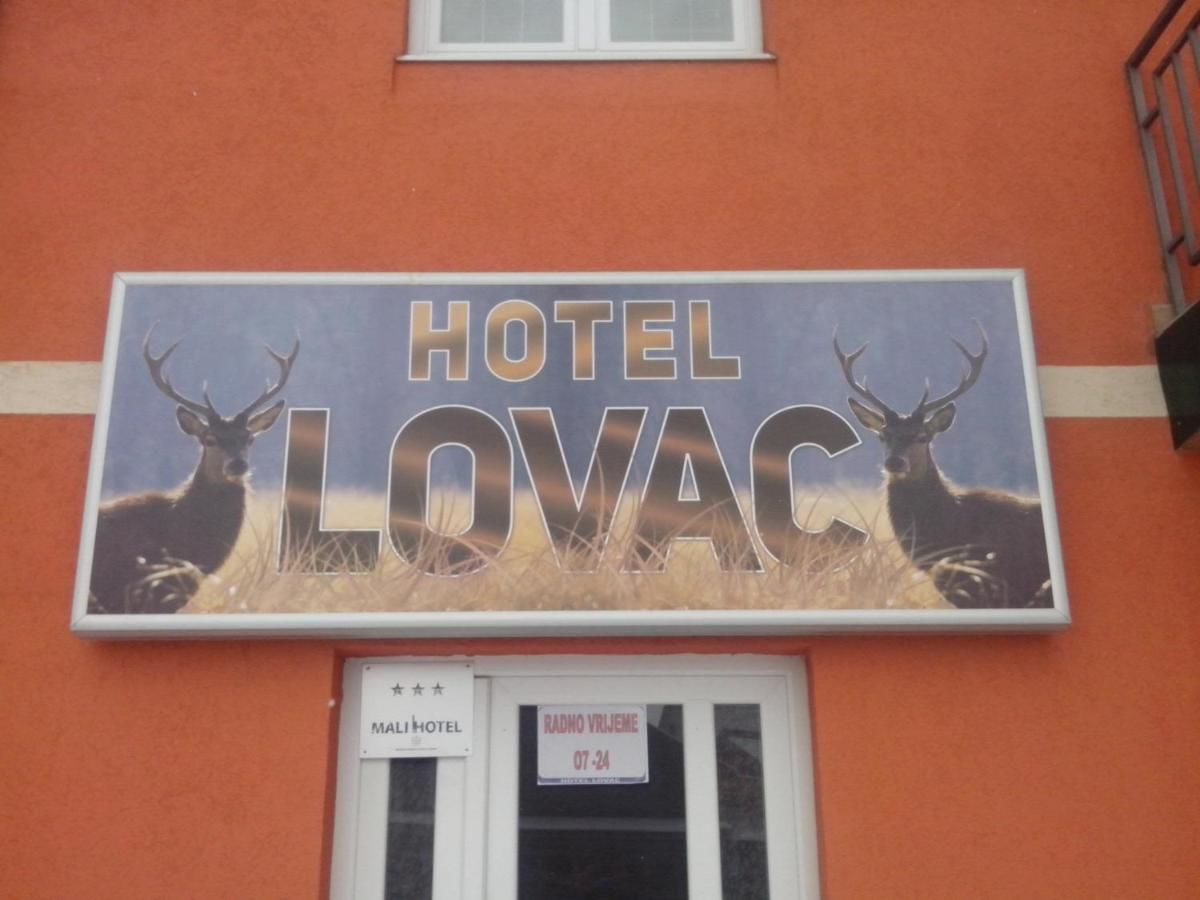 HOTEL
LOVAC
MALI HOTEL
RADNO VRIJEME
07-24
HOTEL LOVAC